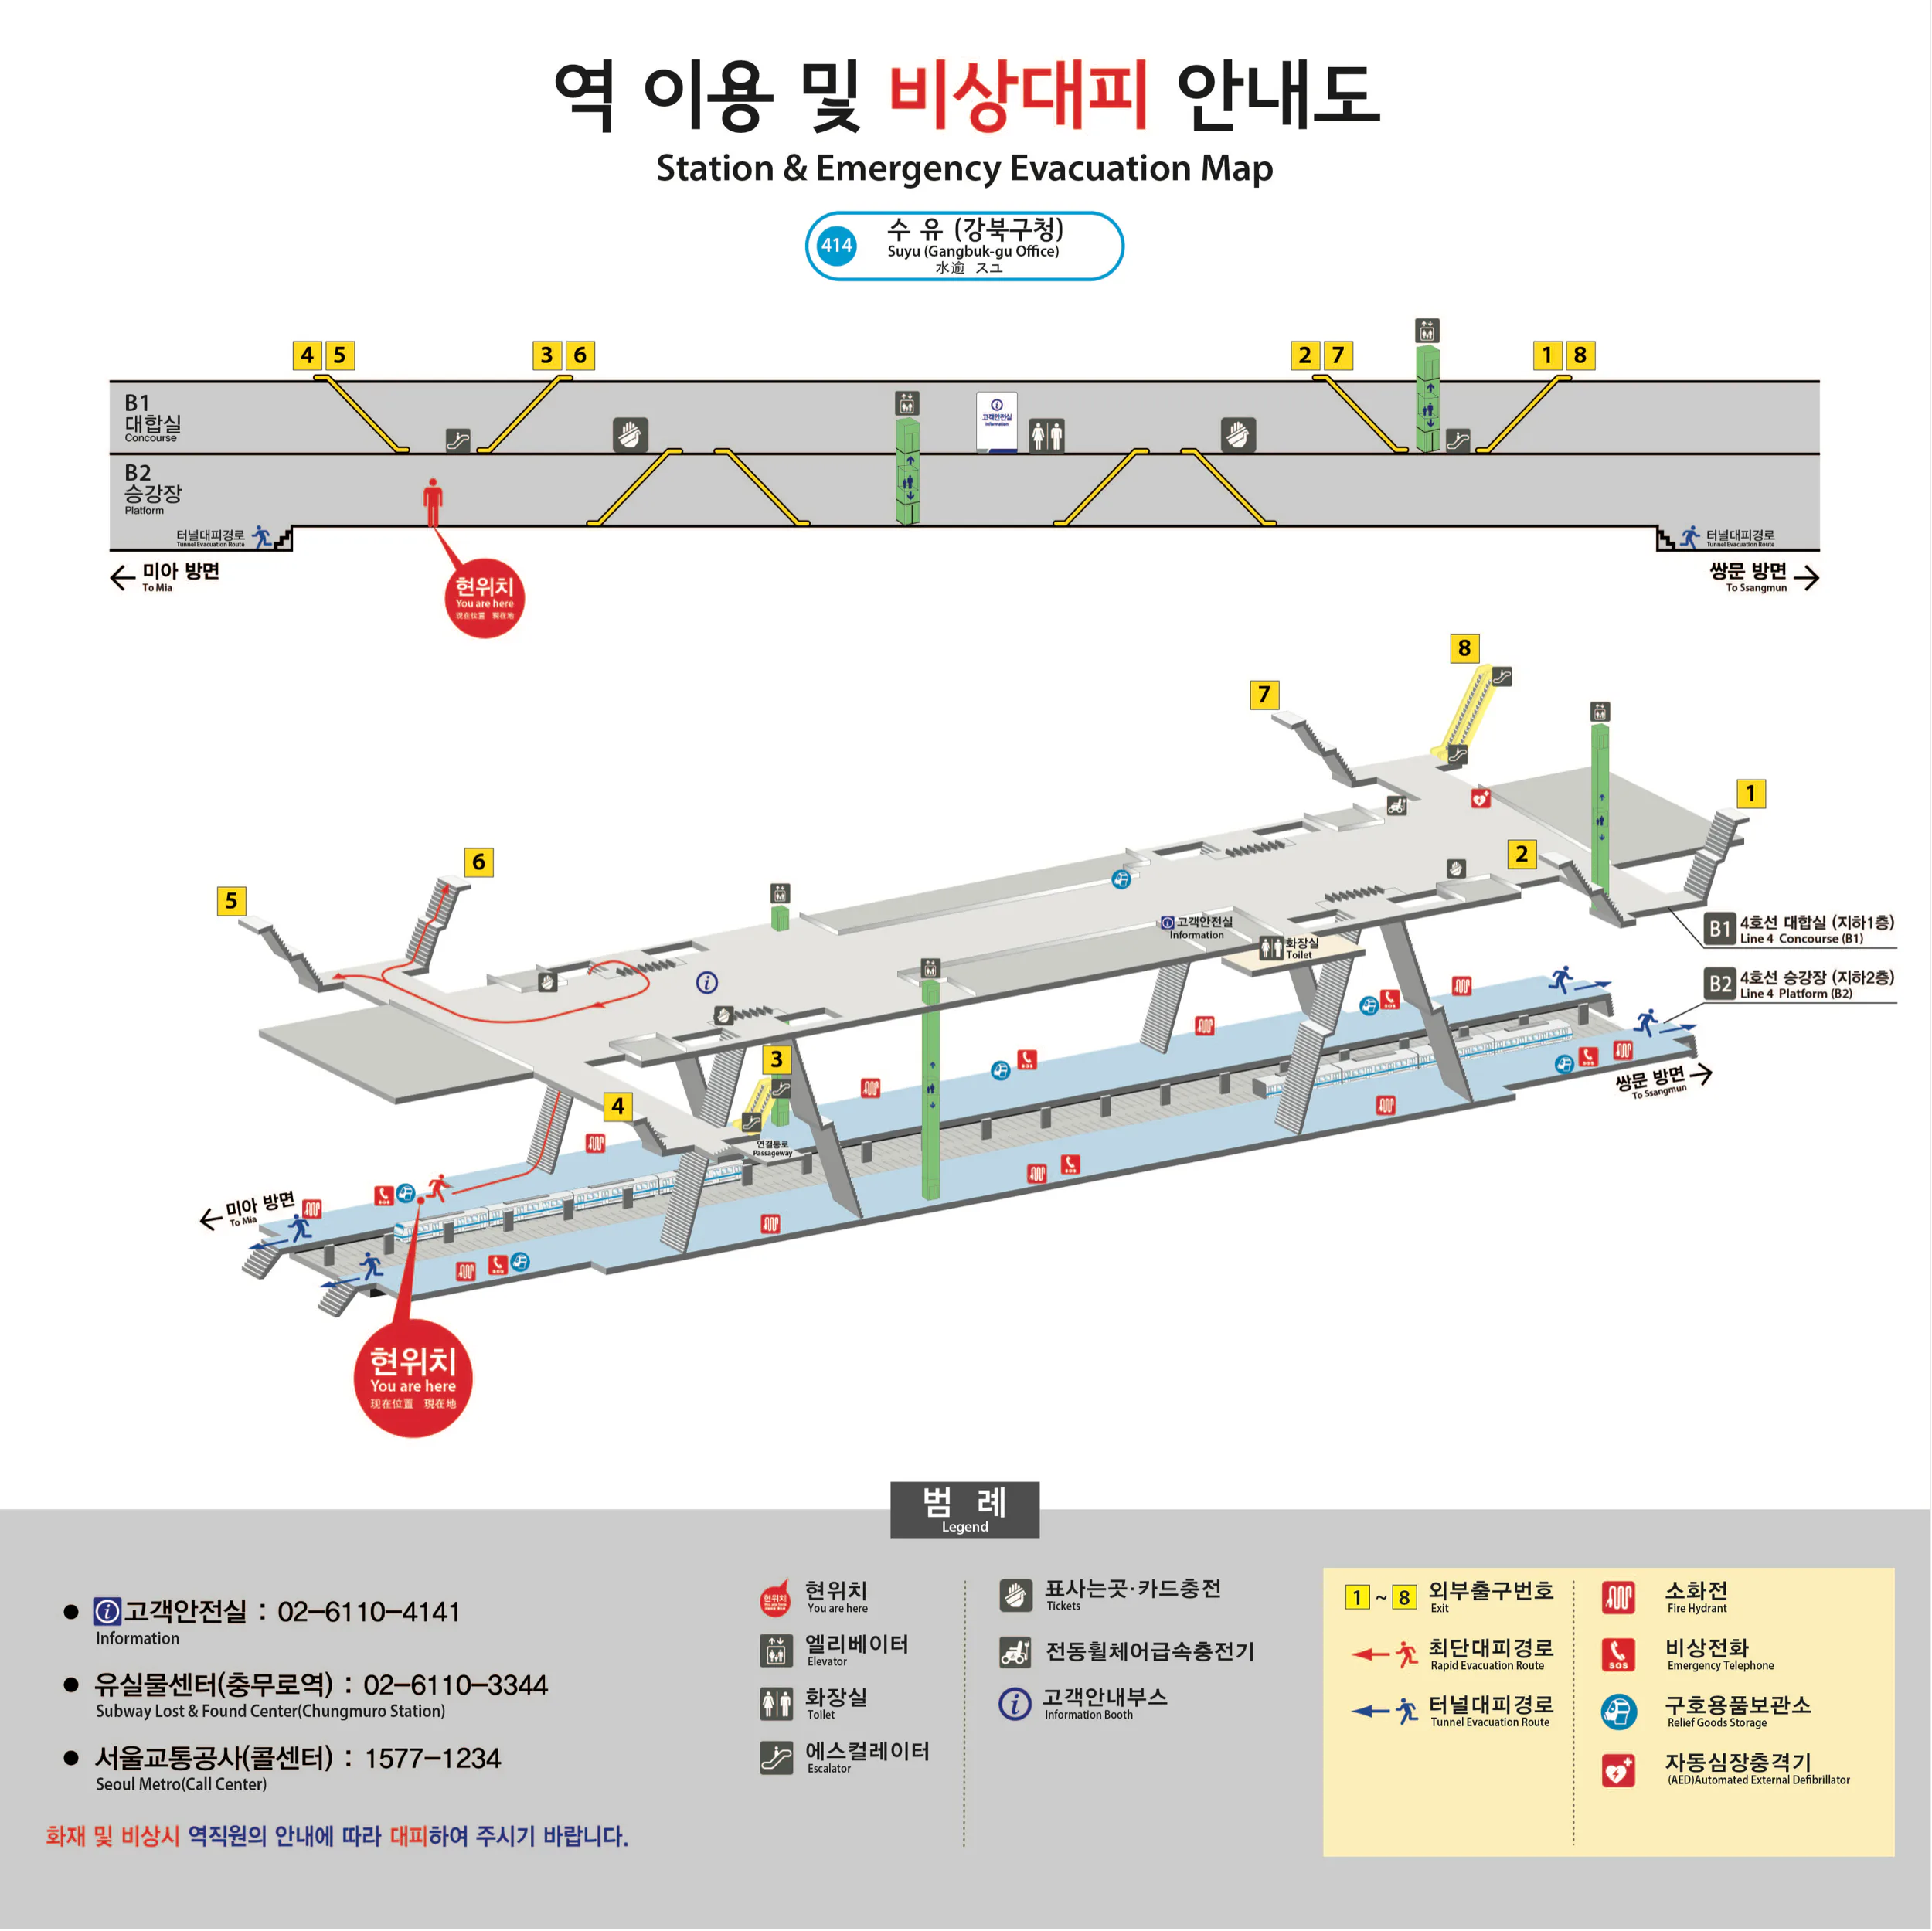 역 이용 및 비상대피 안내도
Station & Emergency Evacuation Map
414
수 유 (강북구청)
Suyu (Gangbuk-gu Office)
水逾 スユ
4 5
3 6
2 7
1 8
B1
대합실
Concourse
고객안전실
Information
B2
승강장
Platform
터널대피경로
Tunnel Evacuation Route
터널대피경로
Tunnel Evacuation Route
미아 방면
To Mia
쌍문 방면
To Ssangmun
현위치
You are here
现在位置 現在地
8
7
1
2
6
5
B1 4호선 대합실 (지하1층)
Line 4 Concourse (B1)
고객안전실
Information
화장실
Toilet
B2 4호선 승강장 (지하2층)
Line 4 Platform (B2)
3
4
연결통로
Passageway
SOS
SOS
SOS
SOS
SOS
SOS
쌍문 방면
To Ssangmun
미아 방면
To Mia
현위치
You are here
现在位置 現在地
범 례
Legend
고객안전실 : 02-6110-4141
Information
유실물센터(충무로역) : 02-6110-3344
Subway Lost & Found Center(Chungmuro Station)
서울교통공사(콜센터) : 1577-1234
Seoul Metro(Call Center)
화재 및 비상시 역직원의 안내에 따라 대피하여 주시기 바랍니다.
현위치
현위치
You are here
엘리베이터
Elevator
화장실
Toilet
에스컬레이터
Escalator
표사는곳·카드충전
Tickets
전동휠체어급속충전기
고객안내부스
Information Booth
1 ~ 8 외부출구번호
Exit
최단대피경로
Rapid Evacuation Route
터널대피경로
Tunnel Evacuation Route
소화전
Fire Hydrant
SOS
비상전화
Emergency Telephone
구호용품보관소
Relief Goods Storage
자동심장충격기
(AED)Automated External Defibrillator